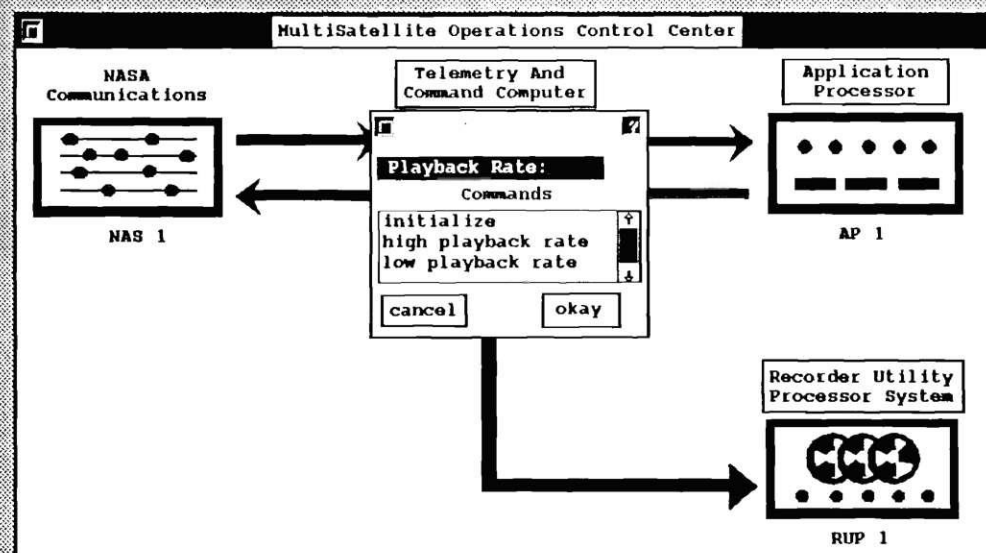 MultiSatellite Operations Control Center
NASA
Communications
Telemetry And
Command Computer
Application
Processor
?
Playback Rate:
Commands
initialize
high playback rate
low playback rate
cancel
okay
NAS 1
AP 1
Recorder Utility
Processor System
RUP 1